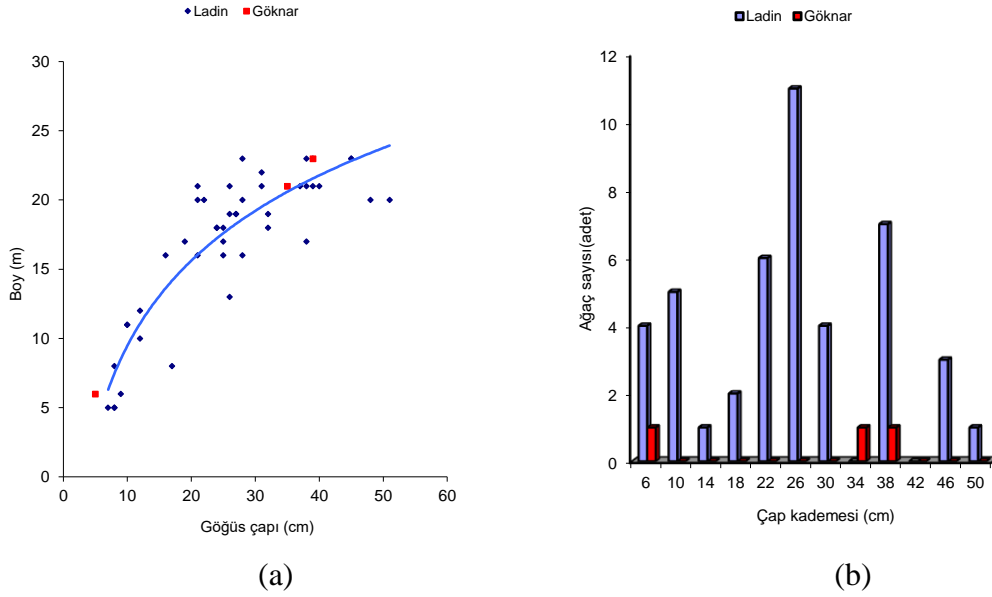 Ladin Göknar
30
25
20
15
10
5
0
Boy (m)
0 10 20 30 40 50 60
Göğüs çapı (cm)
(a)
Ladin Göknar
12
10
8
6
4
2
0
Ağaç sayısı(adet)
6 10 14 18 22 26 30 34 38 42 46 50
Çap kademesi (cm)
(b)